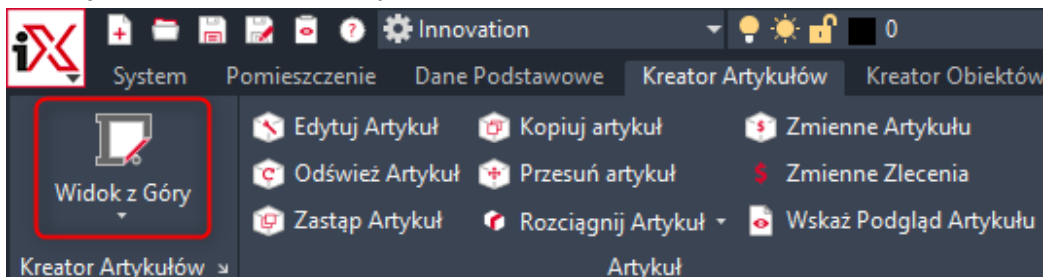 iX
Innovation 0
System Pomieszczenie Dane Podstawowe Kreator Artykułów Kreator Obiektów
Edytuj Artykuł Kopiuj artykuł Zmienne Artykułu
Odśwież Artykuł Przesuń artykuł Zmienne Zlecenia
Widok z Góry
Zastąp Artykuł Rozciągnij Artykuł Wskaż Podgląd Artykułu
Kreator Artykułów Artykuł